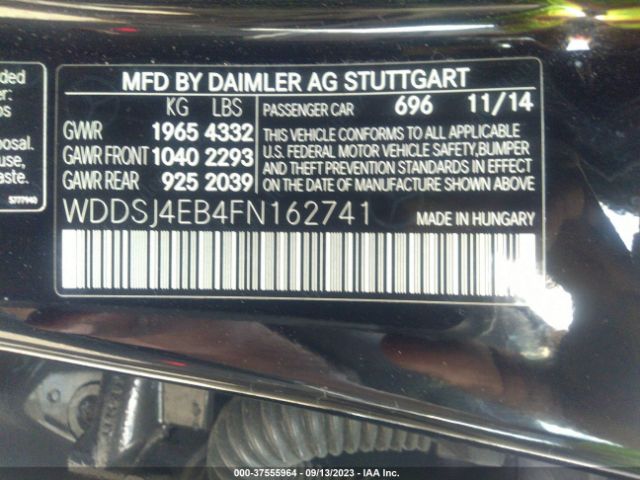 MFD BY DAIMLER AG STUTTGART
KG LBS
GVWR 1965 4332
GAWR FRONT 1040 2293
GAWR REAR 925 2039
PASSENGER CAR 696 11/14
THIS VEHICLE CONFORMS TO ALL APPLICABLE
U.S. FEDERAL MOTOR VEHICLE SAFETY, BUMPER
AND THEFT PREVENTION STANDARDS IN EFFECT
ON THE DATE OF MANUFACTURE SHOWN ABOVE.
WDDSJ4EB4FN162741 MADE IN HUNGARY
posal.
use,
aste.
000-37555964 - 09/13/2023 - IAA Inc.